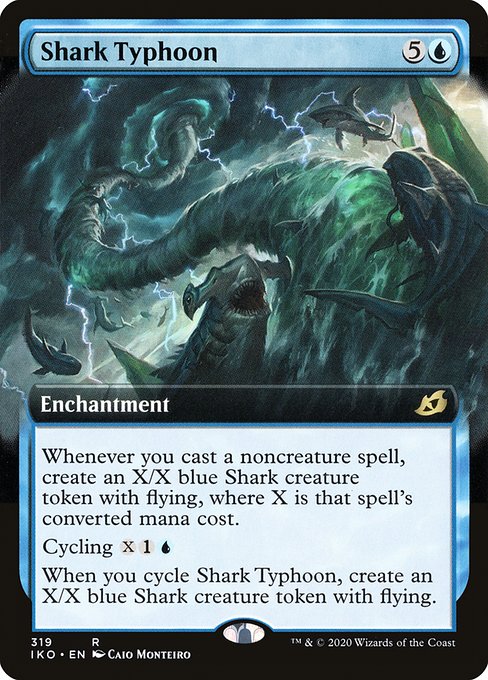 Shark Typhoon 5
Enchantment
Whenever you cast a noncreature spell,
create an X/X blue Shark creature
token with flying, where X is that spell's
converted mana cost.
Cycling X 1
When you cycle Shark Typhoon, create an
X/X blue Shark creature token with flying.
319 R
IKO • EN Caio Monteiro
™ & © 2020 Wizards of the Coast